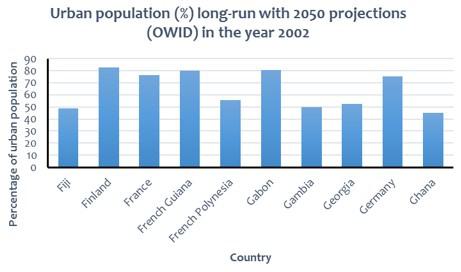 Urban population (%) long-run with 2050 projections
(OWID) in the year 2002
Percentage of urban population
90
80
70
60
50
40
30
20
10
0
Fiji
Finland
France
French Guiana
French Polynesia
Gabon
Gambia
Georgia
Germany
Ghana
Country